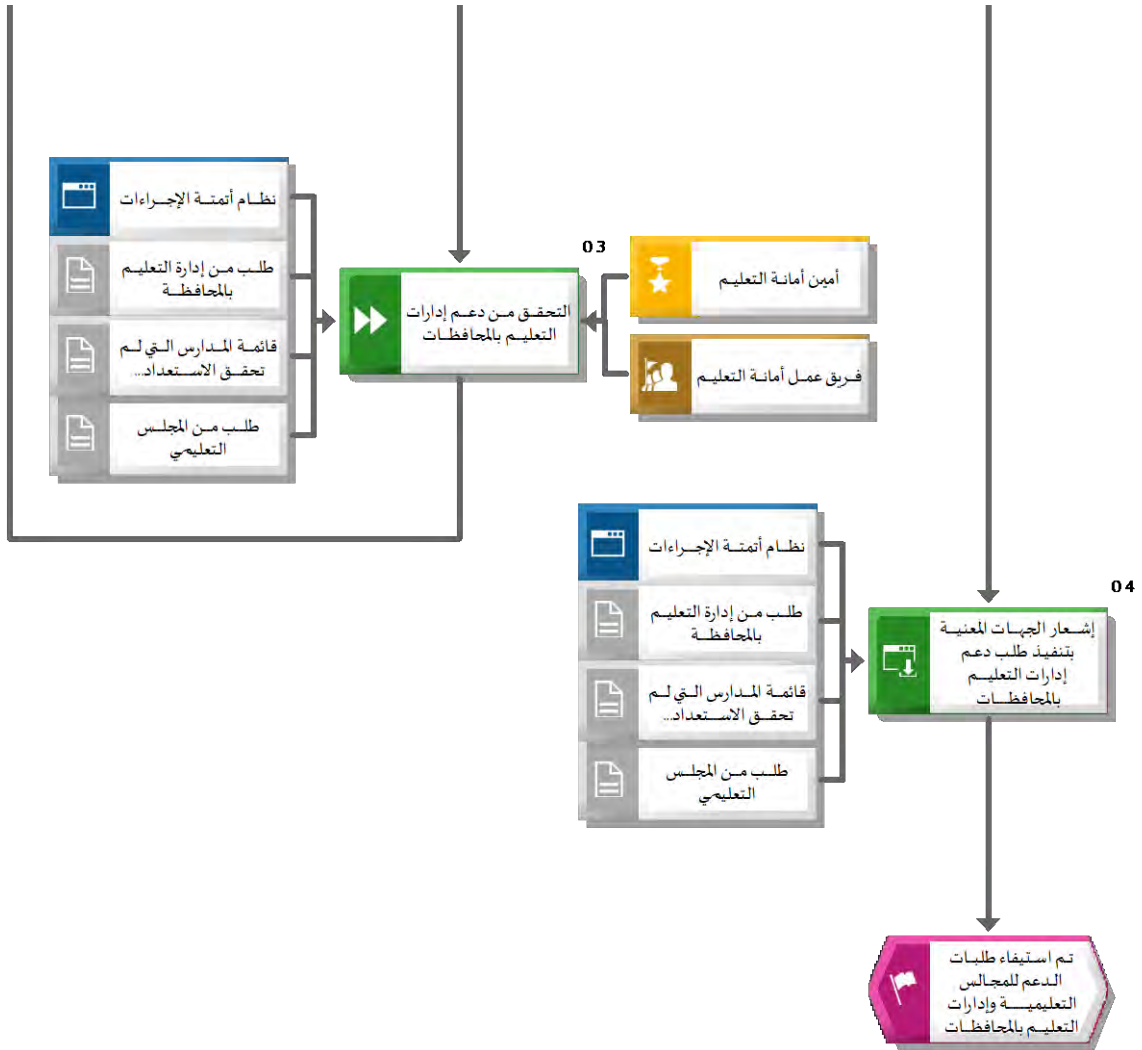 نظام أتمتة الإجراءات
طلب من إدارة التعليم
بالمحافظة
قائمة المدارس التي لم
تحقق الاستعداد...
طلب من المجلس
التعليمي
03
التحقق من دعم إدارات
التعليم بالمحافظات
أمين أمانة التعليم
فريق عمل أمانة التعليم
نظام أتمتة الإجراءات
طلب من إدارة التعليم
بالمحافظة
قائمة المدارس التي لم
تحقق الاستعداد...
طلب من المجلس
التعليمي
04
إشعار الجهات المعنية
بتنفيذ طلب دعم
إدارات التعليم
بالمحافظات
تم استيفاء طلبات
الدعم للمجالس
التعليمية وإدارات
التعليم بالمحافظات